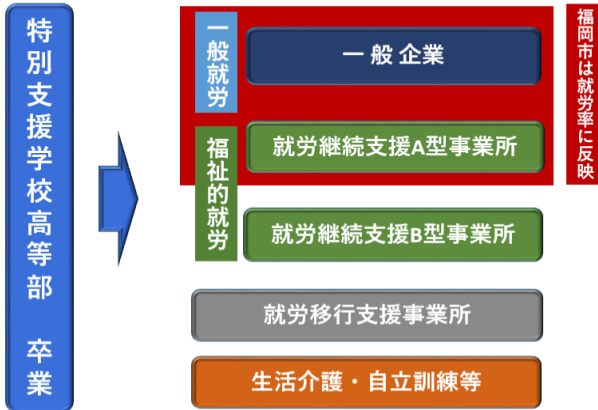 特別支援学校高等部　卒業
一般就労
一般企業
福岡市は就労率に反映
福祉的就労
就労継続支援A型事業所
就労継続支援B型事業所
就労移行支援事業所
生活介護・自立訓練等